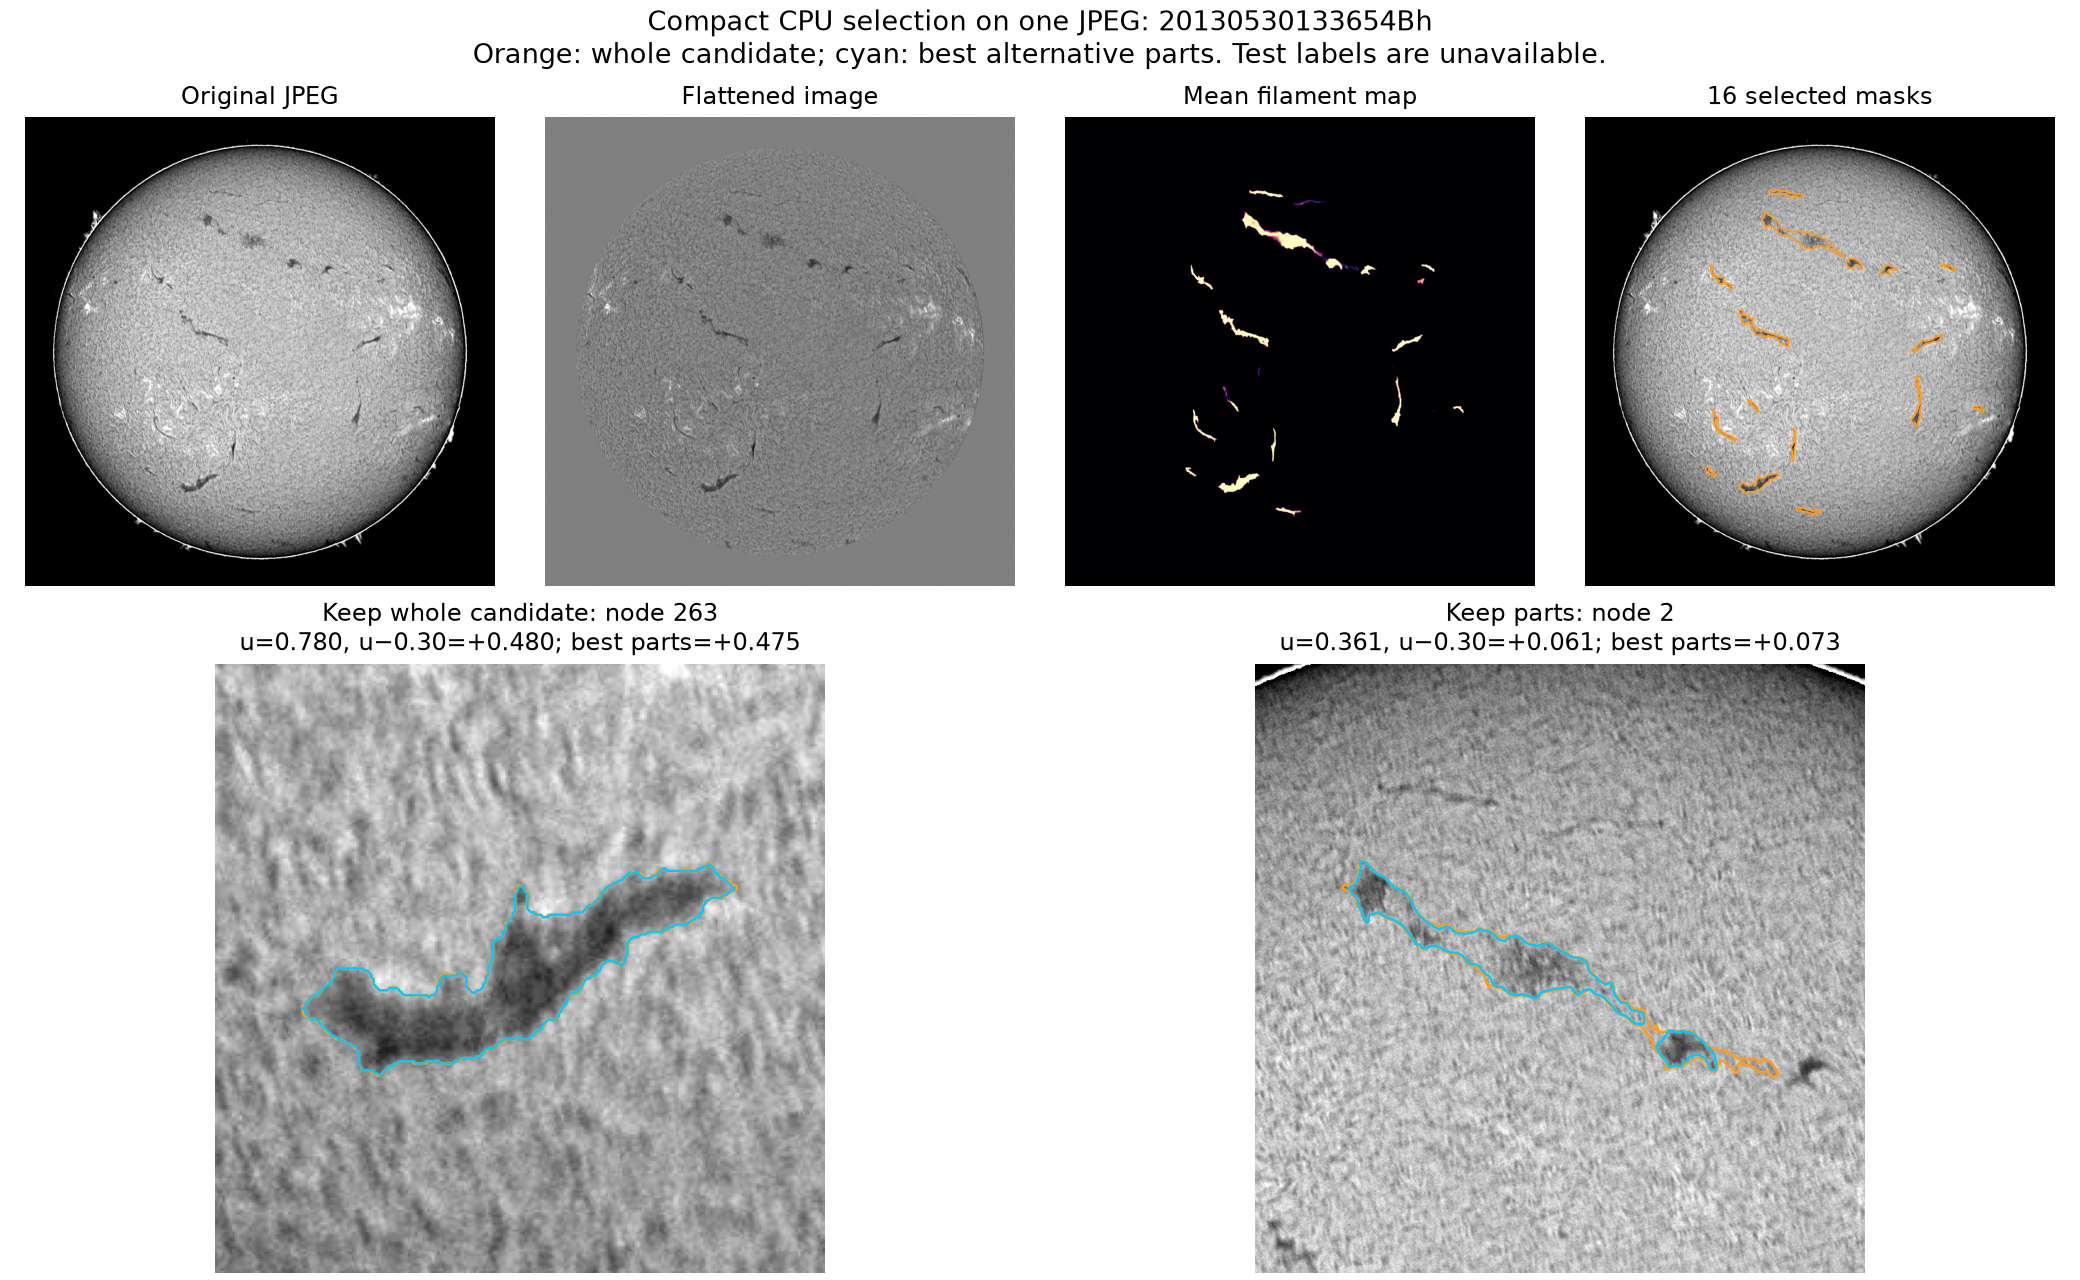 Compact CPU selection on one JPEG: 20130530133654Bh
Orange: whole candidate; cyan: best alternative parts. Test labels are unavailable.
Original JPEG
Flattened image
Mean filament map
16 selected masks
Keep whole candidate: node 263
u=0.780, u−0.30=+0.480; best parts=+0.475
Keep parts: node 2
u=0.361, u−0.30=+0.061; best parts=+0.073